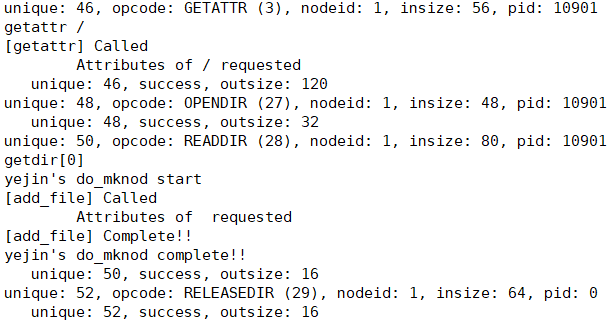 unique: 46, opcode: GETATTR (3), nodeid: 1, insize: 56, pid: 10901
getattr /
[getattr] Called
        Attributes of / requested
   unique: 46, success, outsize: 120
unique: 48, opcode: OPENDIR (27), nodeid: 1, insize: 48, pid: 10901
   unique: 48, success, outsize: 32
unique: 50, opcode: READDIR (28), nodeid: 1, insize: 80, pid: 10901
getdir[0]
yejin's do_mknod start
[add_file] Called
        Attributes of  requested
[add_file] Complete!!
yejin's do_mknod complete!!
   unique: 50, success, outsize: 16
unique: 52, opcode: RELEASEDIR (29), nodeid: 1, insize: 64, pid: 0
   unique: 52, success, outsize: 16